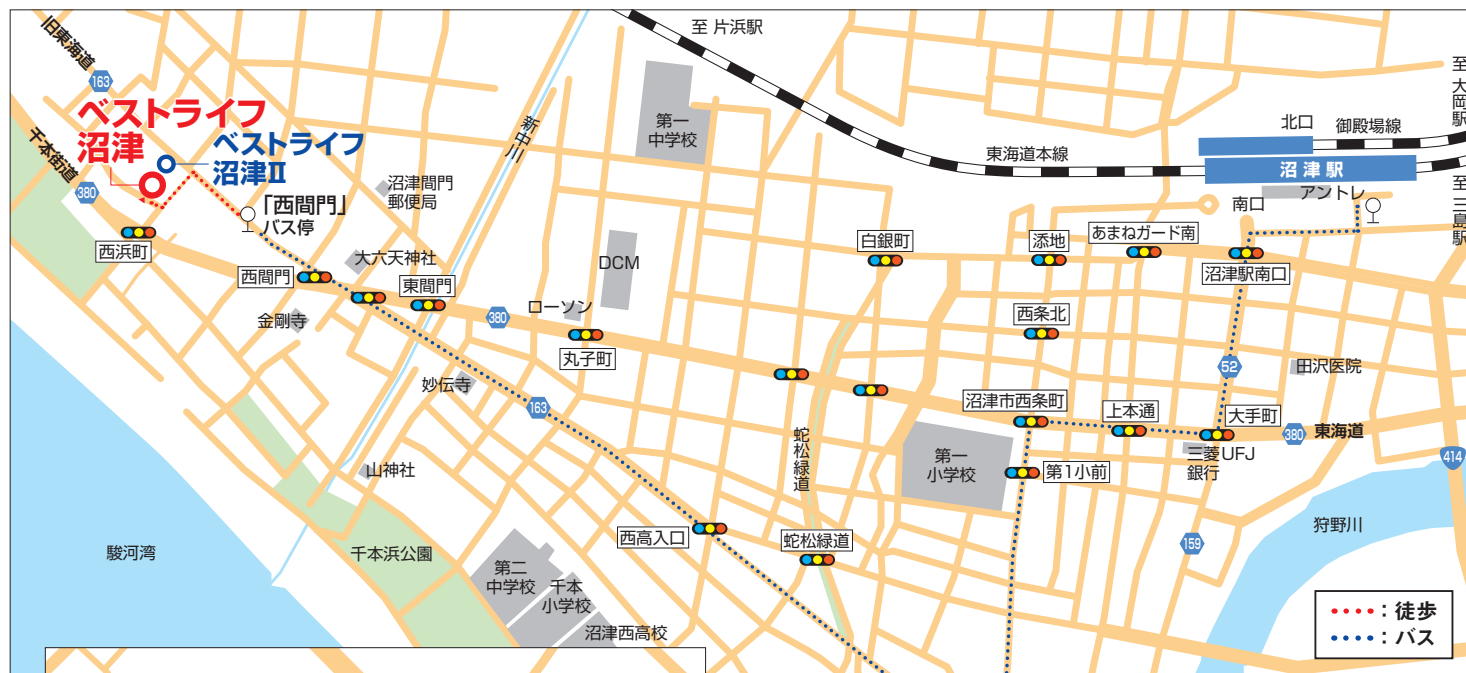 旧東海道
163
ベストライフ
沼津
ベストライフ
沼津Ⅱ
千本街道
380
西浜町
「西間門」
バス停
沼津間門
郵便局
新中川
西間門
大六天神社
東間門
金剛寺
380
ローソン
DCM
丸子町
妙伝寺
163
山神社
駿河湾
千本浜公園
第二
中学校
千本
小学校
沼津西高校
西高入口
蛇松緑道
蛇松緑道
至 片浜駅
第一
中学校
東海道本線
北口
御殿場線
沼津駅
至 大岡駅
至 三島駅
アントレ
南口
白銀町
添地
あまねガード南
沼津駅南口
西条北
52
田沢医院
沼津市西条町
上本通
大手町
380
東海道
三菱UFJ
銀行
414
第一
小学校
第1小前
159
狩野川
：徒歩
：バス